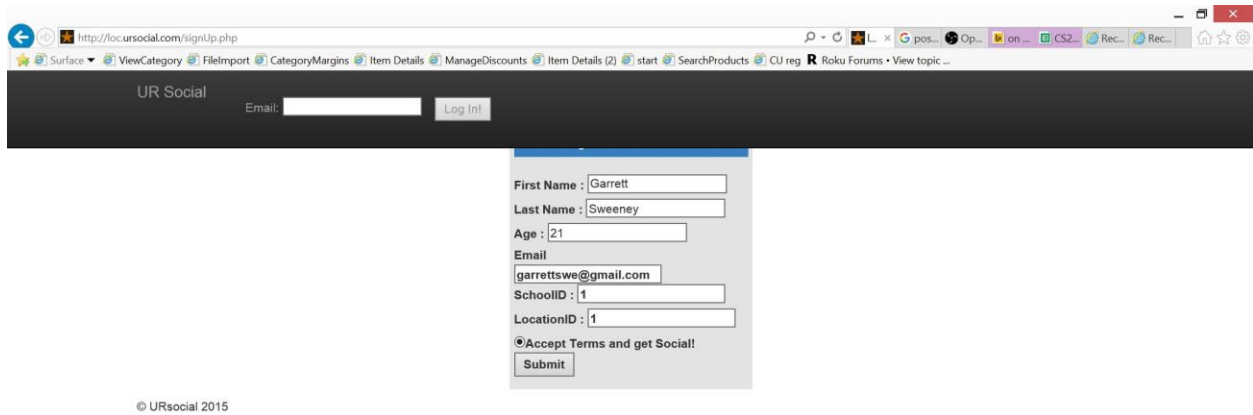 http://loc.ursocial.com/signUp.php
L... G pos... Op... on ... CS2... Rec... Rec...
Surface ViewCategory FileImport CategoryMargins Item Details ManageDiscounts Item Details (2) start SearchProducts CU reg R Roku Forums • View topic ...
UR Social
Email: Log In!
First Name : Garrett
Last Name : Sweeney
Age : 21
Email
garrettswe@gmail.com
SchoolID : 1
LocationID : 1
Accept Terms and get Social!
Submit
© URsocial 2015